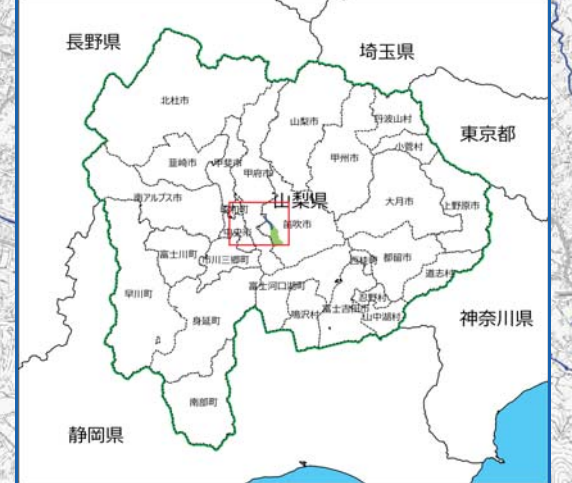 長野県
埼玉県
北杜市
山梨市
丹波山村
東京都
小菅村
韮崎市
甲斐市
甲州市
甲府市
南アルプス市
山梨県
大月市
上野原市
昭和町
笛吹市
中央市
富士川町
市川三郷町
西桂町
都留市
道志村
早川町
富士河口湖町
忍野村
鳴沢村
富士吉田市
山中湖村
神奈川県
身延町
南部町
静岡県